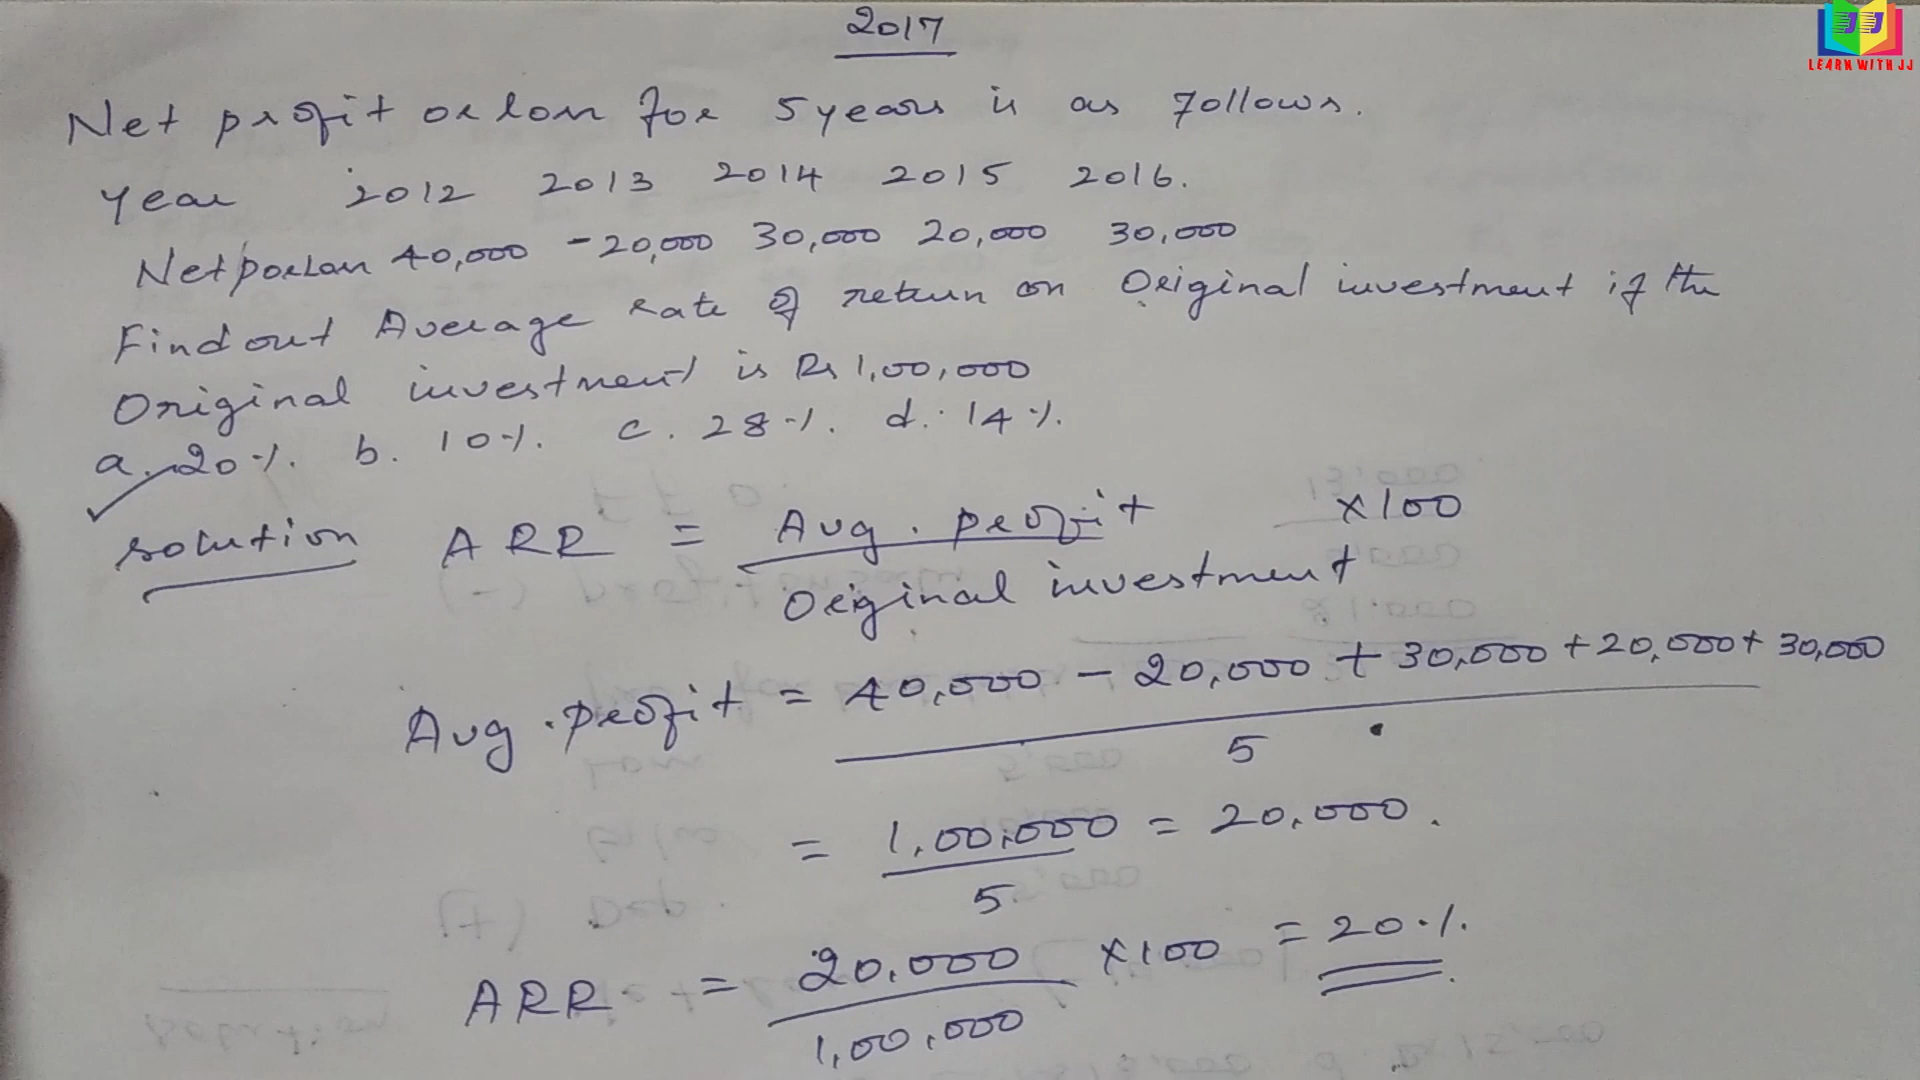 2017
LEARN WITH JJ
Net profit or loss for 5 years is as follows.
Year 2012 2013 2014 2015 2016.
Net p or loss 40,000 -20,000 30,000 20,000 30,000
Find out Average rate of return on Original investment if the
Original investment is Rs 1,00,000
a. 20%. b. 10%. c. 28%. d. 14%.
Solution ARR = Avg. profit ×100
Original investment
Avg. profit = 40,000 - 20,000 + 30,000 + 20,000 + 30,000
5
= 1,00,000 = 20,000.
5
ARR = 20,000 ×100 = 20%.
1,00,000